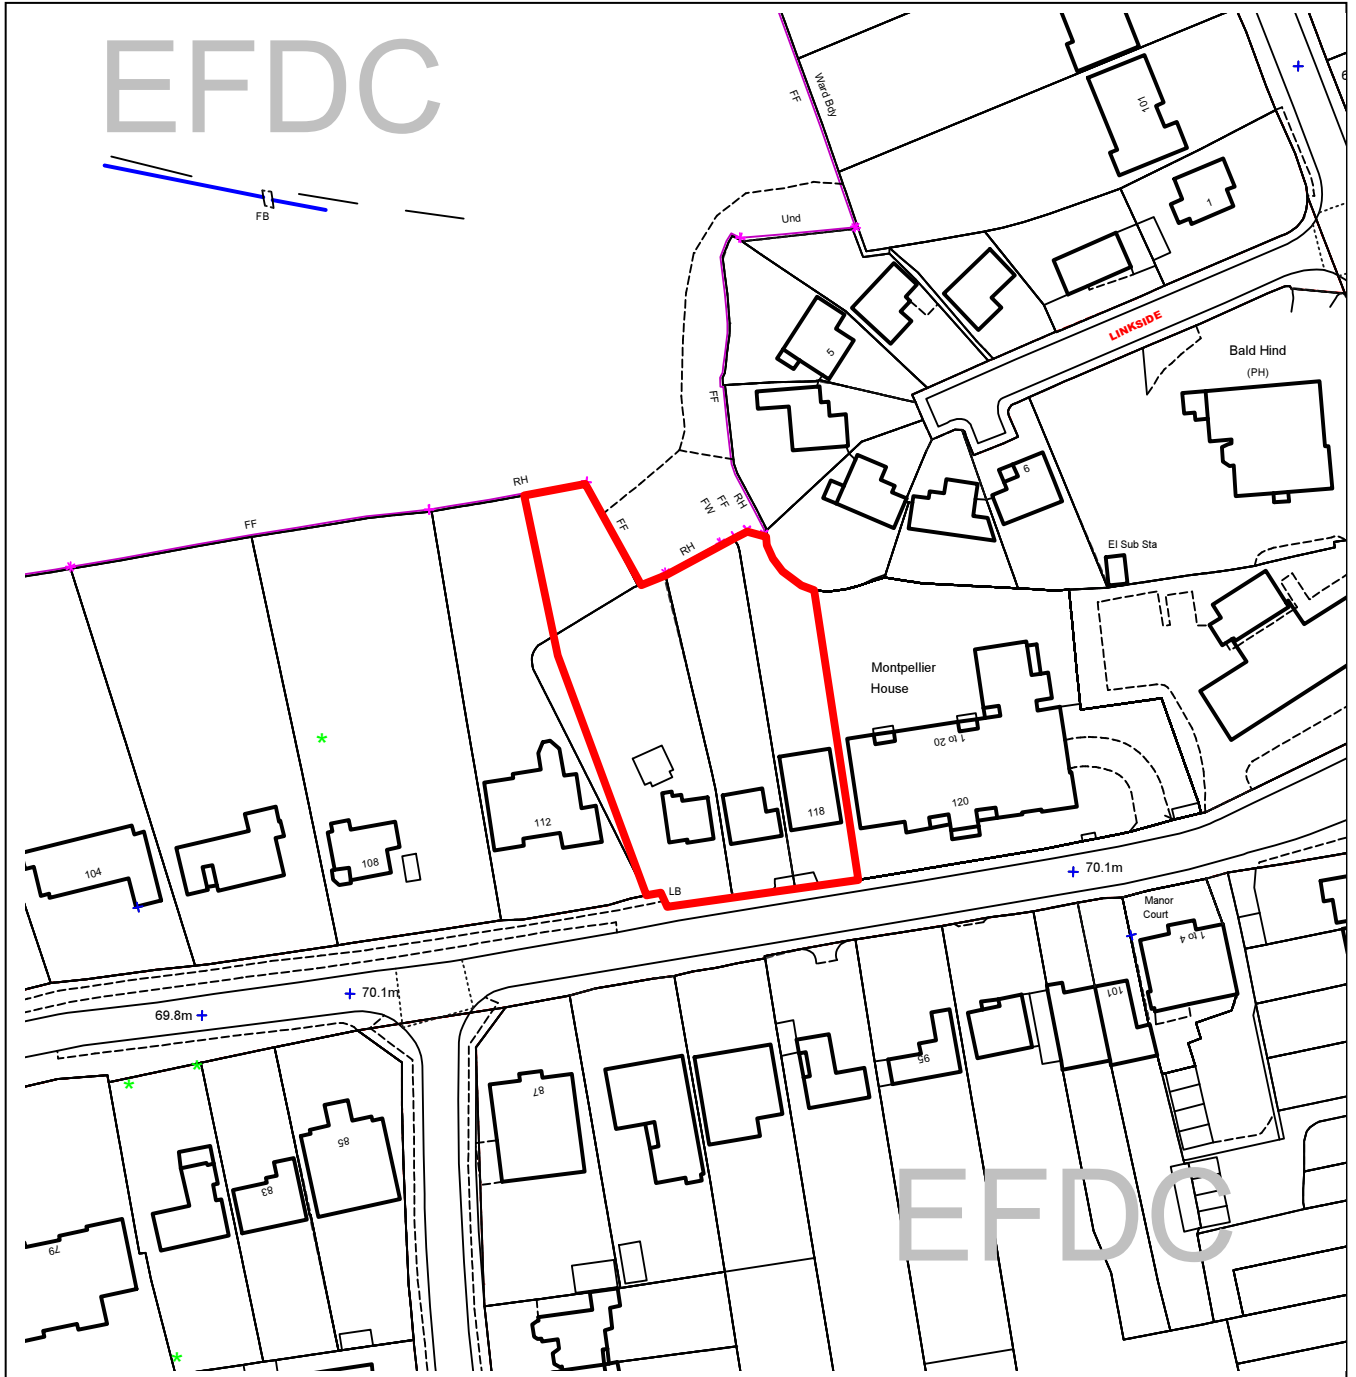 EFDC
Ward Bdy
FF
101
6
1
FB
Und
LINKSIDE
5
Bald Hind
(PH)
FF
6
RH
FF
FF
RH
FF
FW
RH
El Sub Sta
Montpellier
House
1 to 20
120
118
112
108
104
LB
70.1m
Manor
Court
1 to 4
101
70.1m
69.8m
95
87
85
83
79
EFDC